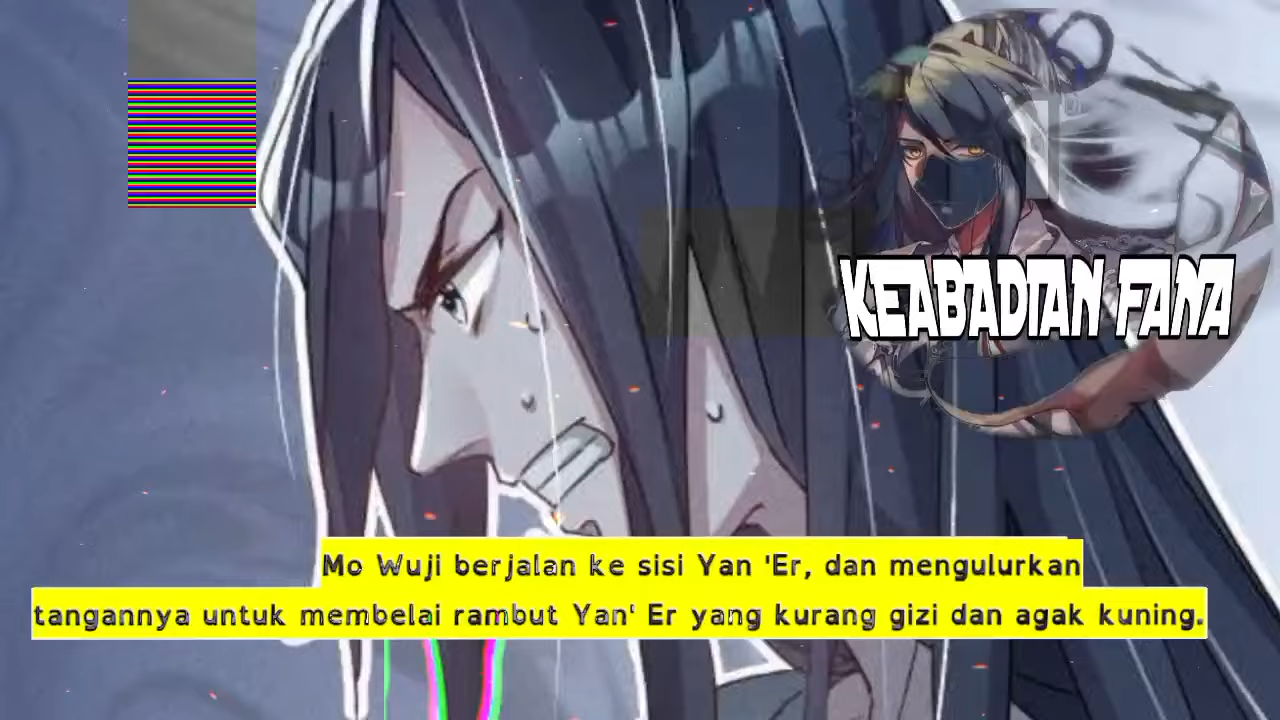 KEABADIAN FANA
Mo Wuji berjalan ke sisi Yan 'Er, dan mengulurkan
tangannya untuk membelai rambut Yan' Er yang kurang gizi dan agak kuning.